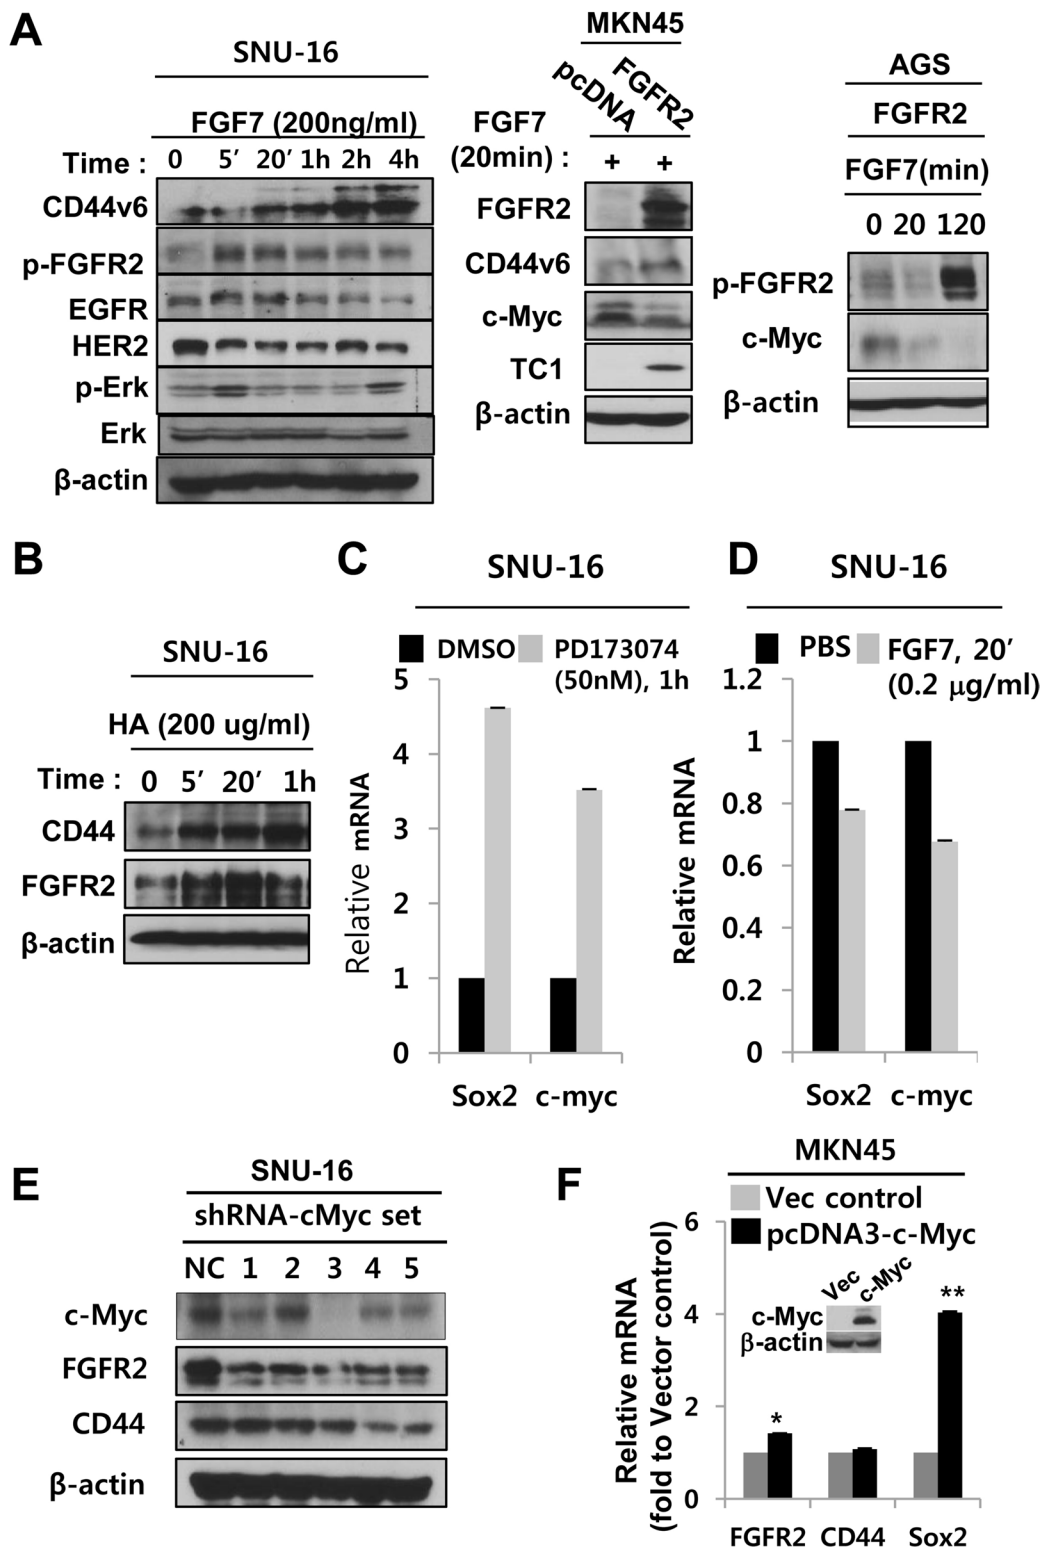 A
SNU-16
FGF7 (200ng/ml)
Time : 0 5′ 20′ 1h 2h 4h
CD44v6
p-FGFR2
EGFR
HER2
p-Erk
Erk
β-actin
MKN45
pcDNA FGFR2
FGF7
(20min) : + +
FGFR2
CD44v6
c-Myc
TC1
β-actin
AGS
FGFR2
FGF7(min)
0 20 120
p-FGFR2
c-Myc
β-actin
B
SNU-16
HA (200 ug/ml)
Time : 0 5′ 20′ 1h
CD44
FGFR2
β-actin
C
SNU-16
DMSO PD173074
(50nM), 1h
Relative mRNA
5
4
3
2
1
0
Sox2 c-myc
D
SNU-16
PBS FGF7, 20′
(0.2 μg/ml)
Relative mRNA
1.2
1
0.8
0.6
0.4
0.2
0
Sox2 c-myc
E
SNU-16
shRNA-cMyc set
NC 1 2 3 4 5
c-Myc
FGFR2
CD44
β-actin
F
MKN45
Vec control
pcDNA3-c-Myc
Relative mRNA
(fold to Vector control)
6
4
2
0
Vec c-Myc
c-Myc
β-actin
*
**
FGFR2 CD44 Sox2